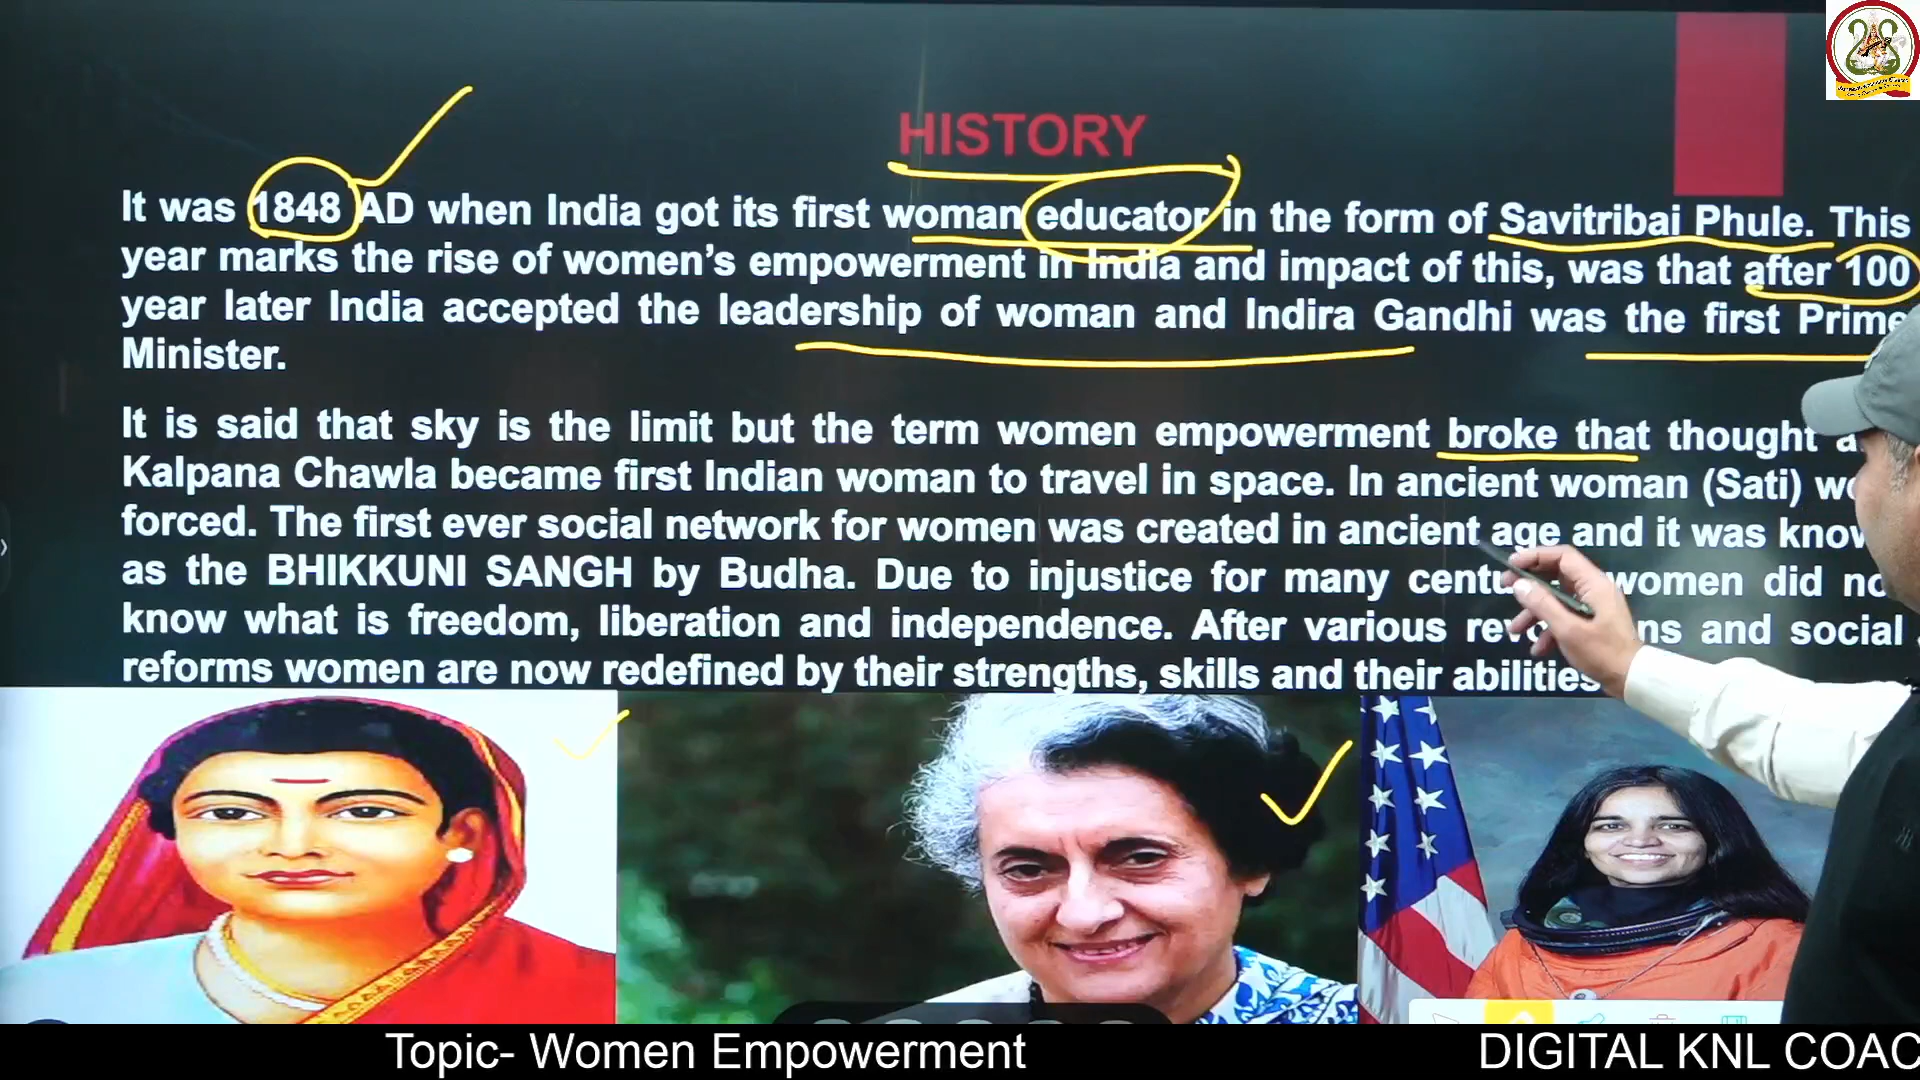 HISTORY
It was 1848 AD when India got its first woman educator in the form of Savitribai Phule. This
year marks the rise of women's empowerment in India and impact of this, was that after 100
year later India accepted the leadership of woman and Indira Gandhi was the first Prime
Minister.
It is said that sky is the limit but the term women empowerment broke that thought
Kalpana Chawla became first Indian woman to travel in space. In ancient woman (Sati)
forced. The first ever social network for women was created in ancient age and it was
as the BHIKKUNI SANGH by Budha. Due to injustice for many women did
know what is freedom, liberation and independence. After various and social
reforms women are now redefined by their strengths, skills and their abilities
Topic- Women Empowerment
DIGITAL KNL COAC